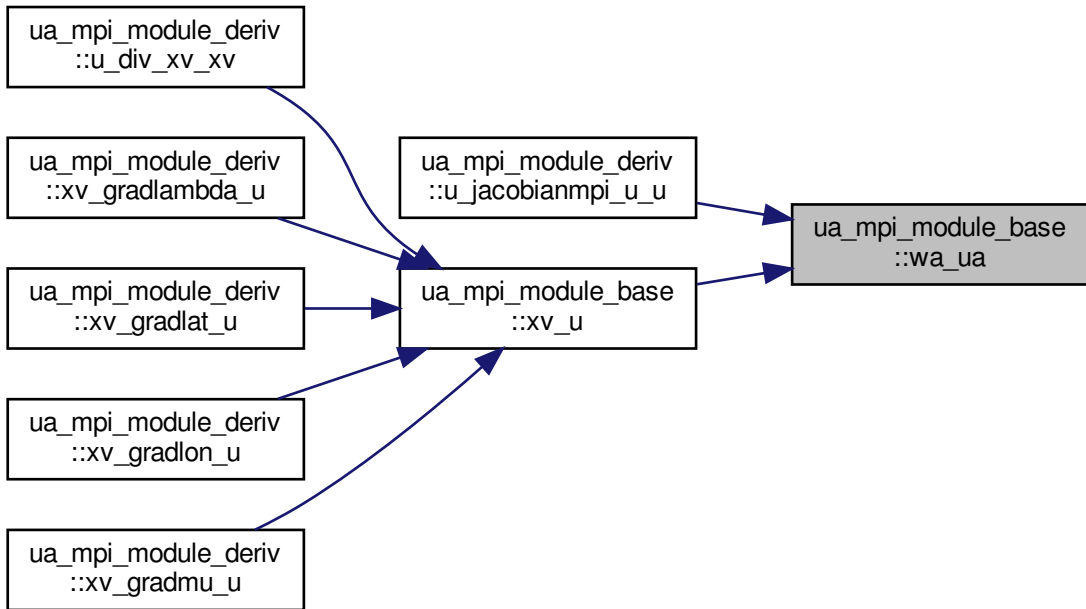 ua_mpi_module_deriv
::u_div_xv_xv
ua_mpi_module_deriv
::xv_gradlambda_u
ua_mpi_module_deriv
::xv_gradlat_u
ua_mpi_module_deriv
::xv_gradlon_u
ua_mpi_module_deriv
::xv_gradmu_u
ua_mpi_module_deriv
::u_jacobianmpi_u_u
ua_mpi_module_base
::xv_u
ua_mpi_module_base
::wa_ua